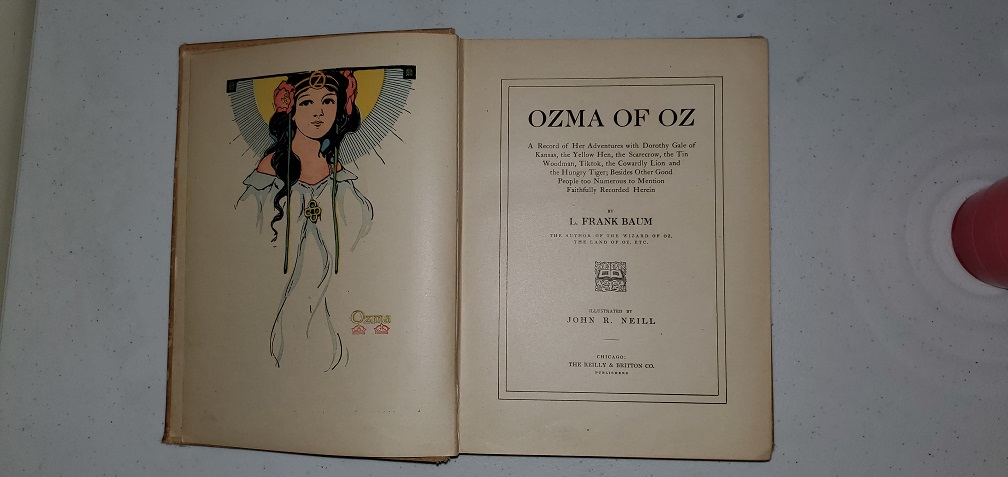 OZ
Ozma
OZMA OF OZ
A Record of Her Adventures with Dorothy Gale of
Kansas, the Yellow Hen, the Scarecrow, the Tin
Woodman, Tiktok, the Cowardly Lion and
the Hungry Tiger; Besides Other Good
People too Numerous to Mention
Faithfully Recorded Herein
BY
L. FRANK BAUM
THE AUTHOR OF THE WIZARD OF OZ,
THE LAND OF OZ, ETC.
ILLUSTRATED BY
JOHN R. NEILL
CHICAGO:
THE REILLY & BRITTON CO.
PUBLISHERS